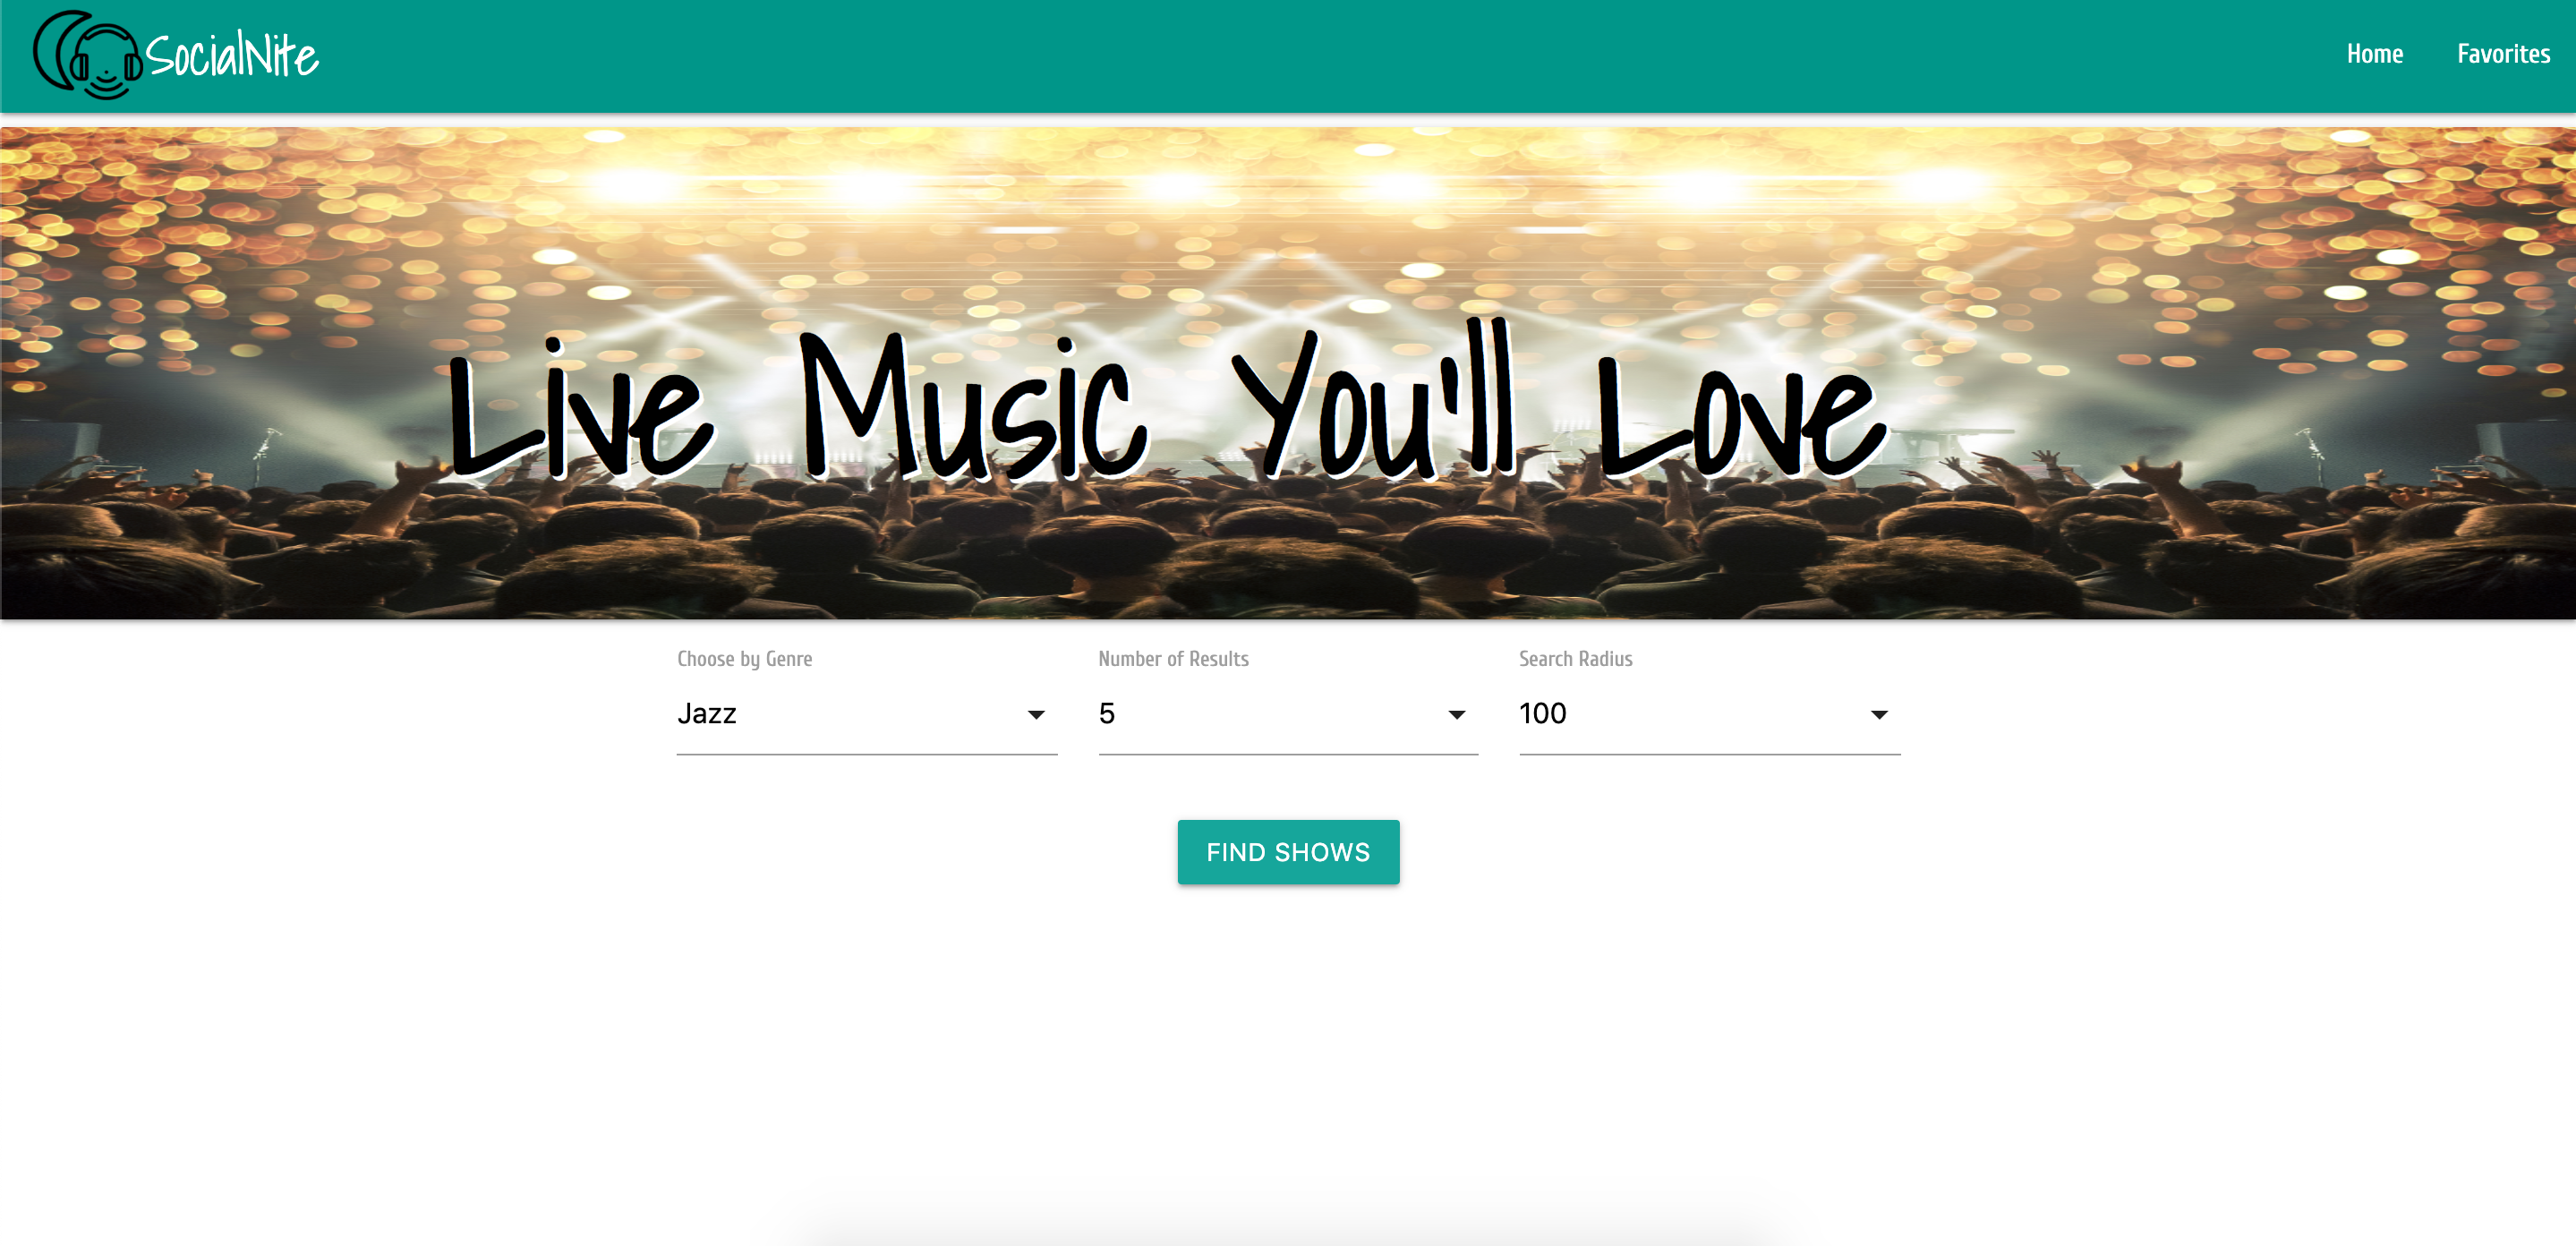 SocialNite
Home
Favorites
Live Music You'll Love
Choose by Genre
Number of Results
Search Radius
Jazz
5
100
FIND SHOWS